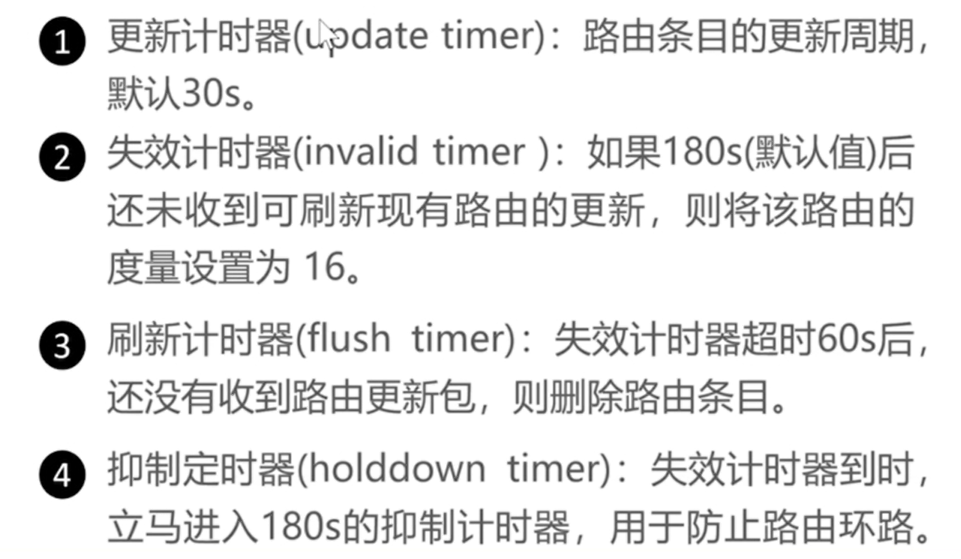 1 更新计时器(update timer)：路由条目的更新周期，
默认30s。
2 失效计时器(invalid timer )：如果180s(默认值)后
还未收到可刷新现有路由的更新，则将该路由的
度量设置为 16。
3 刷新计时器(flush timer)：失效计时器超时60s后，
还没有收到路由更新包，则删除路由条目。
4 抑制定时器(holddown timer)：失效计时器到时，
立马进入180s的抑制计时器，用于防止路由环路。